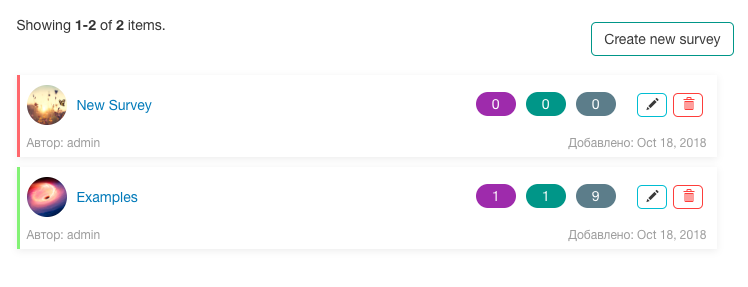 Showing 1-2 of 2 items.
Create new survey
New Survey
0 0 0
Автор: admin
Добавлено: Oct 18, 2018
Examples
1 1 9
Автор: admin
Добавлено: Oct 18, 2018